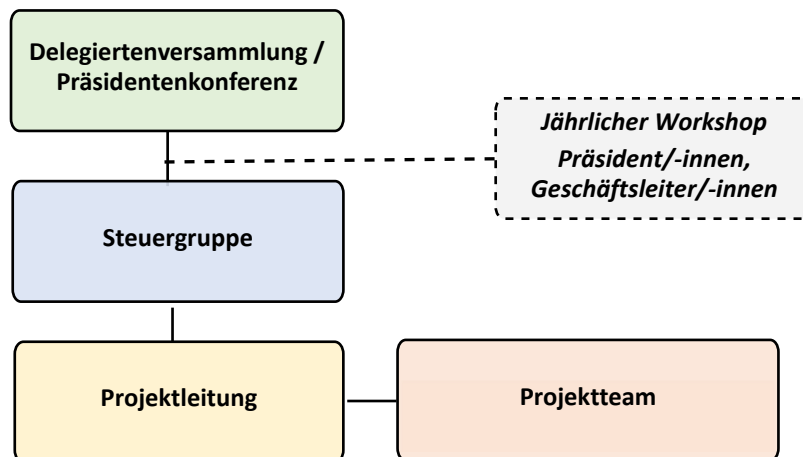 Delegiertenversammlung /
Präsidentenkonferenz
Jährlicher Workshop
Präsident/-innen,
Geschäftsleiter/-innen
Steuergruppe
Projektleitung
Projektteam